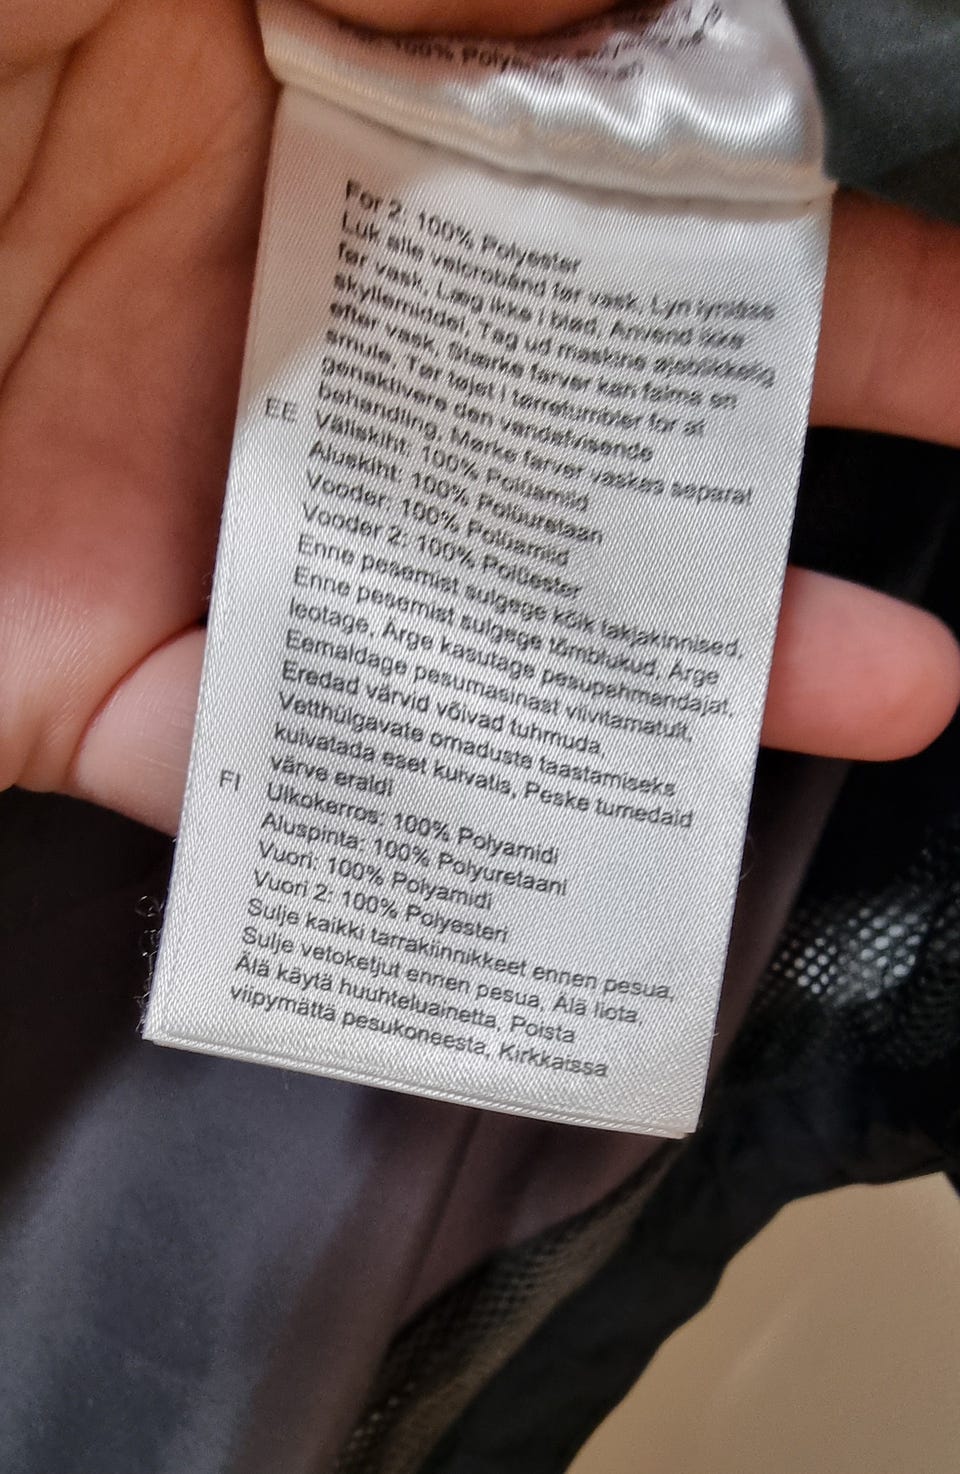 100% Polyamid
For 2: 100% Polyester
Luk alle velcrobånd før vask, Lyn lynlåse
før vask, Læg ikke i blød, Anvend ikke
skyllemiddel, Tag ud maskine øjeblikkelig
efter vask, Stærke farver kan falme en
smule, Tør tøjet i tørretumbler for at
genaktivere den vandafvisende
behandling, Mørke farver vaskes separat
EE Väliskiht: 100% Polüamiid
Aluskiht: 100% Polüuretaan
Vooder: 100% Polüamiid
Vooder 2: 100% Polüester
Enne pesemist sulgege kõik takjakinnised,
Enne pesemist sulgege tõmblukud, Ärge
leotage, Ärge kasutage pesupehmendajat,
Eemaldage pesumasinast viivitamatult,
Eredad värvid võivad tuhmuda,
Vetthülgavate omaduste taastamiseks
kuivatada eset kuivatis, Peske tumedaid
värve eraldi
FI Ulkokerros: 100% Polyamidi
Aluspinta: 100% Polyuretaani
Vuori: 100% Polyamidi
Vuori 2: 100% Polyesteri
Sulje kaikki tarrakiinnikkeet ennen pesua,
Sulje vetoketjut ennen pesua, Älä liota,
Älä käytä huuhteluainetta, Poista
viipymättä pesukoneesta, Kirkkaissa